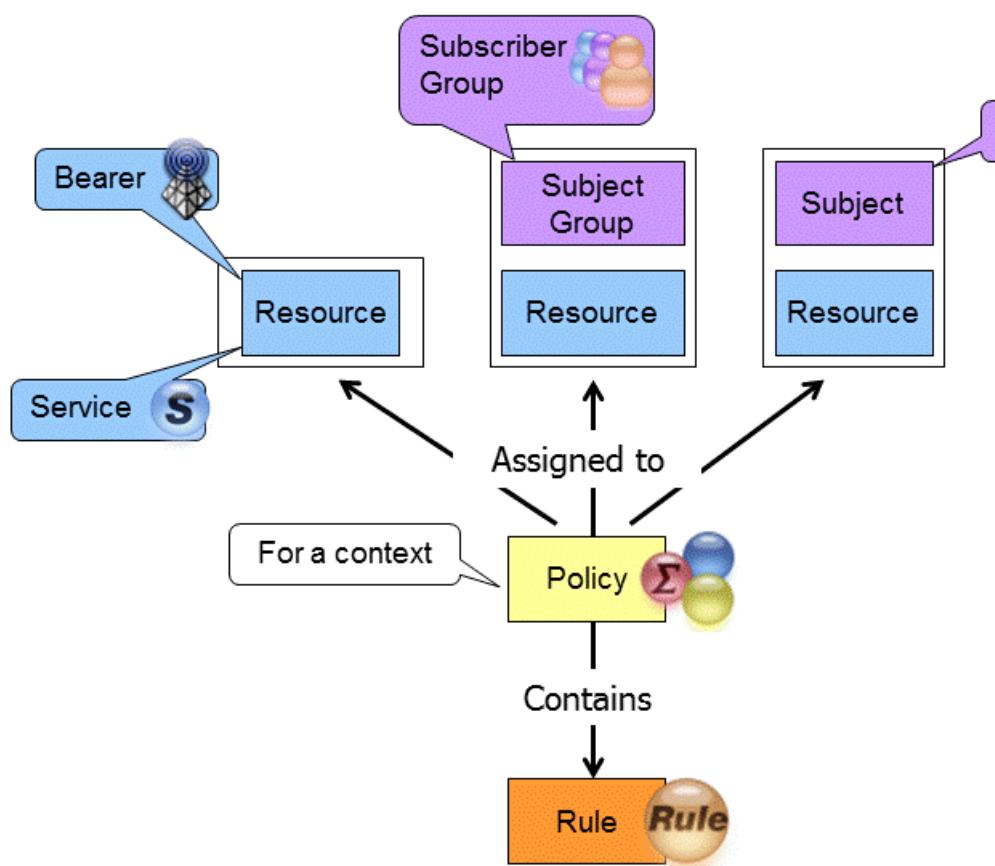 Subscriber
Group
Bearer
Subject
Group
Subject
Resource
Resource
Resource
Service
S
Assigned to
For a context
Policy
Σ
Contains
Rule
Rule